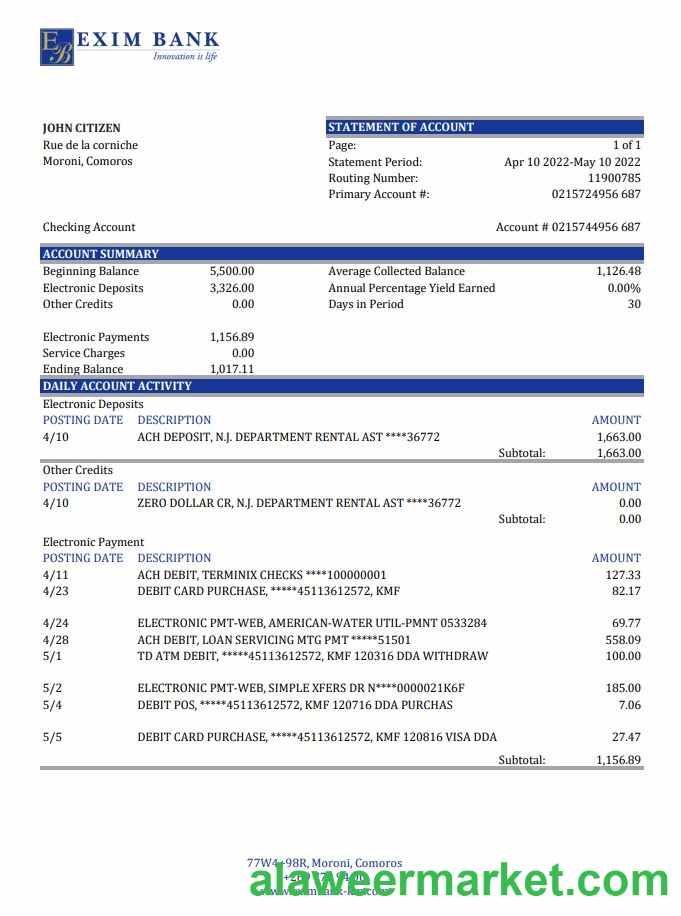 EB EXIM BANK
Innovation is life
JOHN CITIZEN
Rue de la corniche
Moroni, Comoros
STATEMENT OF ACCOUNT
Page: 1 of 1
Statement Period: Apr 10 2022-May 10 2022
Routing Number: 11900785
Primary Account #: 0215724956 687
Checking Account Account # 0215744956 687
ACCOUNT SUMMARY
Beginning Balance 5,500.00 Average Collected Balance 1,126.48
Electronic Deposits 3,326.00 Annual Percentage Yield Earned 0.00%
Other Credits 0.00 Days in Period 30
Electronic Payments 1,156.89
Service Charges 0.00
Ending Balance 1,017.11
DAILY ACCOUNT ACTIVITY
Electronic Deposits
POSTING DATE DESCRIPTION AMOUNT
4/10 ACH DEPOSIT, N.J. DEPARTMENT RENTAL AST ****36772 1,663.00
Subtotal: 1,663.00
Other Credits
POSTING DATE DESCRIPTION AMOUNT
4/10 ZERO DOLLAR CR, N.J. DEPARTMENT RENTAL AST ****36772 0.00
Subtotal: 0.00
Electronic Payment
POSTING DATE DESCRIPTION AMOUNT
4/11 ACH DEBIT, TERMINIX CHECKS ****100000001 127.33
4/23 DEBIT CARD PURCHASE, *****45113612572, KMF 82.17
4/24 ELECTRONIC PMT-WEB, AMERICAN-WATER UTIL-PMNT 0533284 69.77
4/28 ACH DEBIT, LOAN SERVICING MTG PMT *****51501 558.09
5/1 TD ATM DEBIT, *****45113612572, KMF 120316 DDA WITHDRAW 100.00
5/2 ELECTRONIC PMT-WEB, SIMPLE XFERS DR N****0000021K6F 185.00
5/4 DEBIT POS, *****45113612572, KMF 120716 DDA PURCHAS 7.06
5/5 DEBIT CARD PURCHASE, *****45113612572, KMF 120816 VISA DDA 27.47
Subtotal: 1,156.89
77W4+98R, Moroni, Comoros
alaweermarket.com